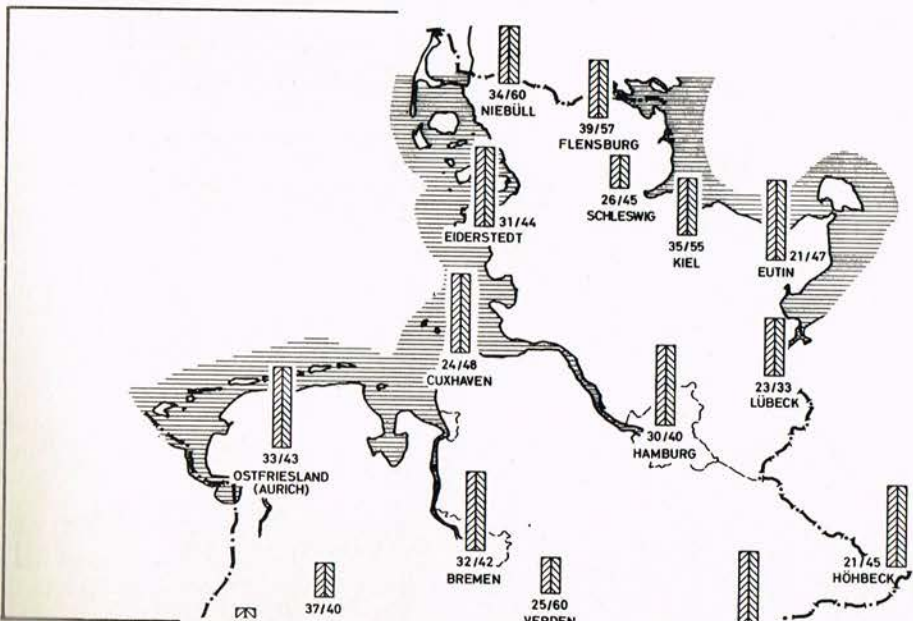 34/60
NIEBÜLL
39/57
FLENSBURG
26/45
SCHLESWIG
31/44
EIDERSTEDT
35/55
KIEL
21/47
EUTIN
24/48
CUXHAVEN
23/33
LÜBECK
30/40
HAMBURG
33/43
OSTFRIESLAND
(AURICH)
32/42
BREMEN
21/45
HÖHBECK
37/40
25/60
VERDEN